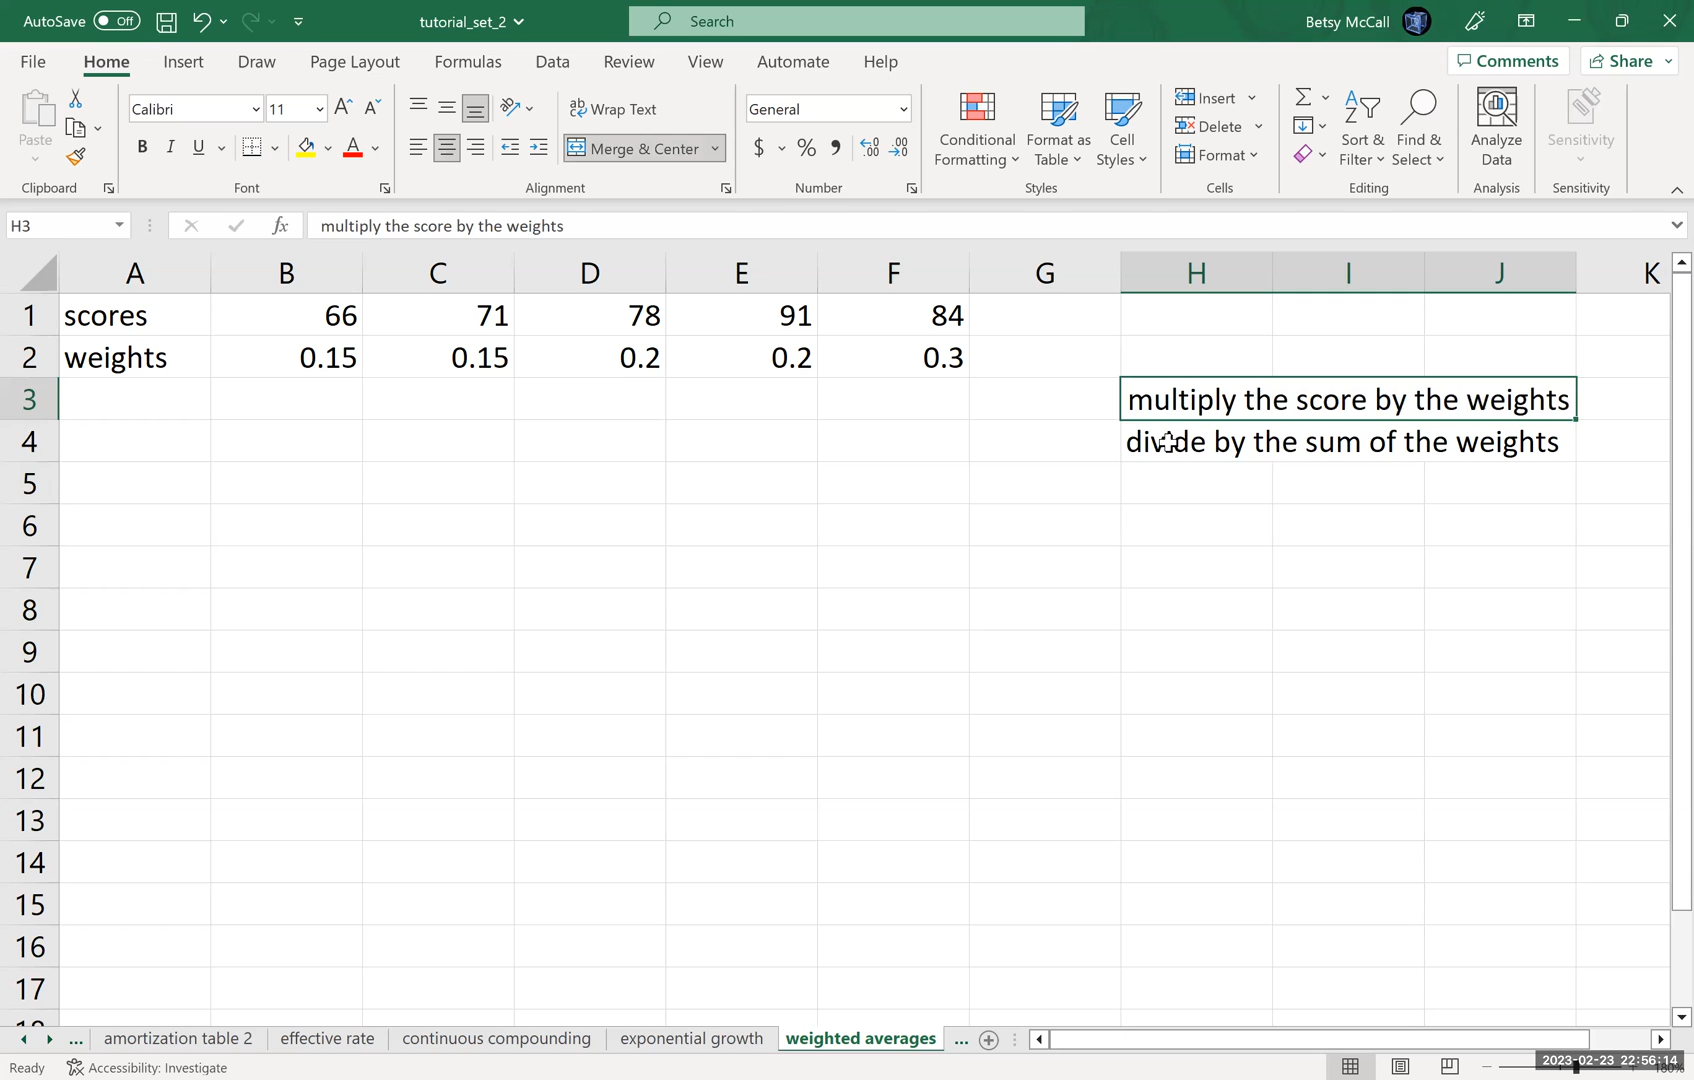 AutoSave Off tutorial_set_2 Search Betsy McCall
File Home Insert Draw Page Layout Formulas Data Review View Automate Help Comments Share
Paste
Clipboard
Calibri 11
B I U A
Font
Wrap Text
Merge & Center
Alignment
General
$ %
Number
Conditional Formatting
Format as Table
Cell Styles
Styles
Insert
Delete
Format
Cells
Sort & Filter
Find & Select
Editing
Analyze Data
Analysis
Sensitivity
Sensitivity
H3 fx multiply the score by the weights
A B C D E F G H I J K
1 scores 66 71 78 91 84
2 weights 0.15 0.15 0.2 0.2 0.3
3 multiply the score by the weights
4 divide by the sum of the weights
5
6
7
8
9
10
11
12
13
14
15
16
17
... amortization table 2 effective rate continuous compounding exponential growth weighted averages ...
Ready Accessibility: Investigate 2023-02-23 22:56:14